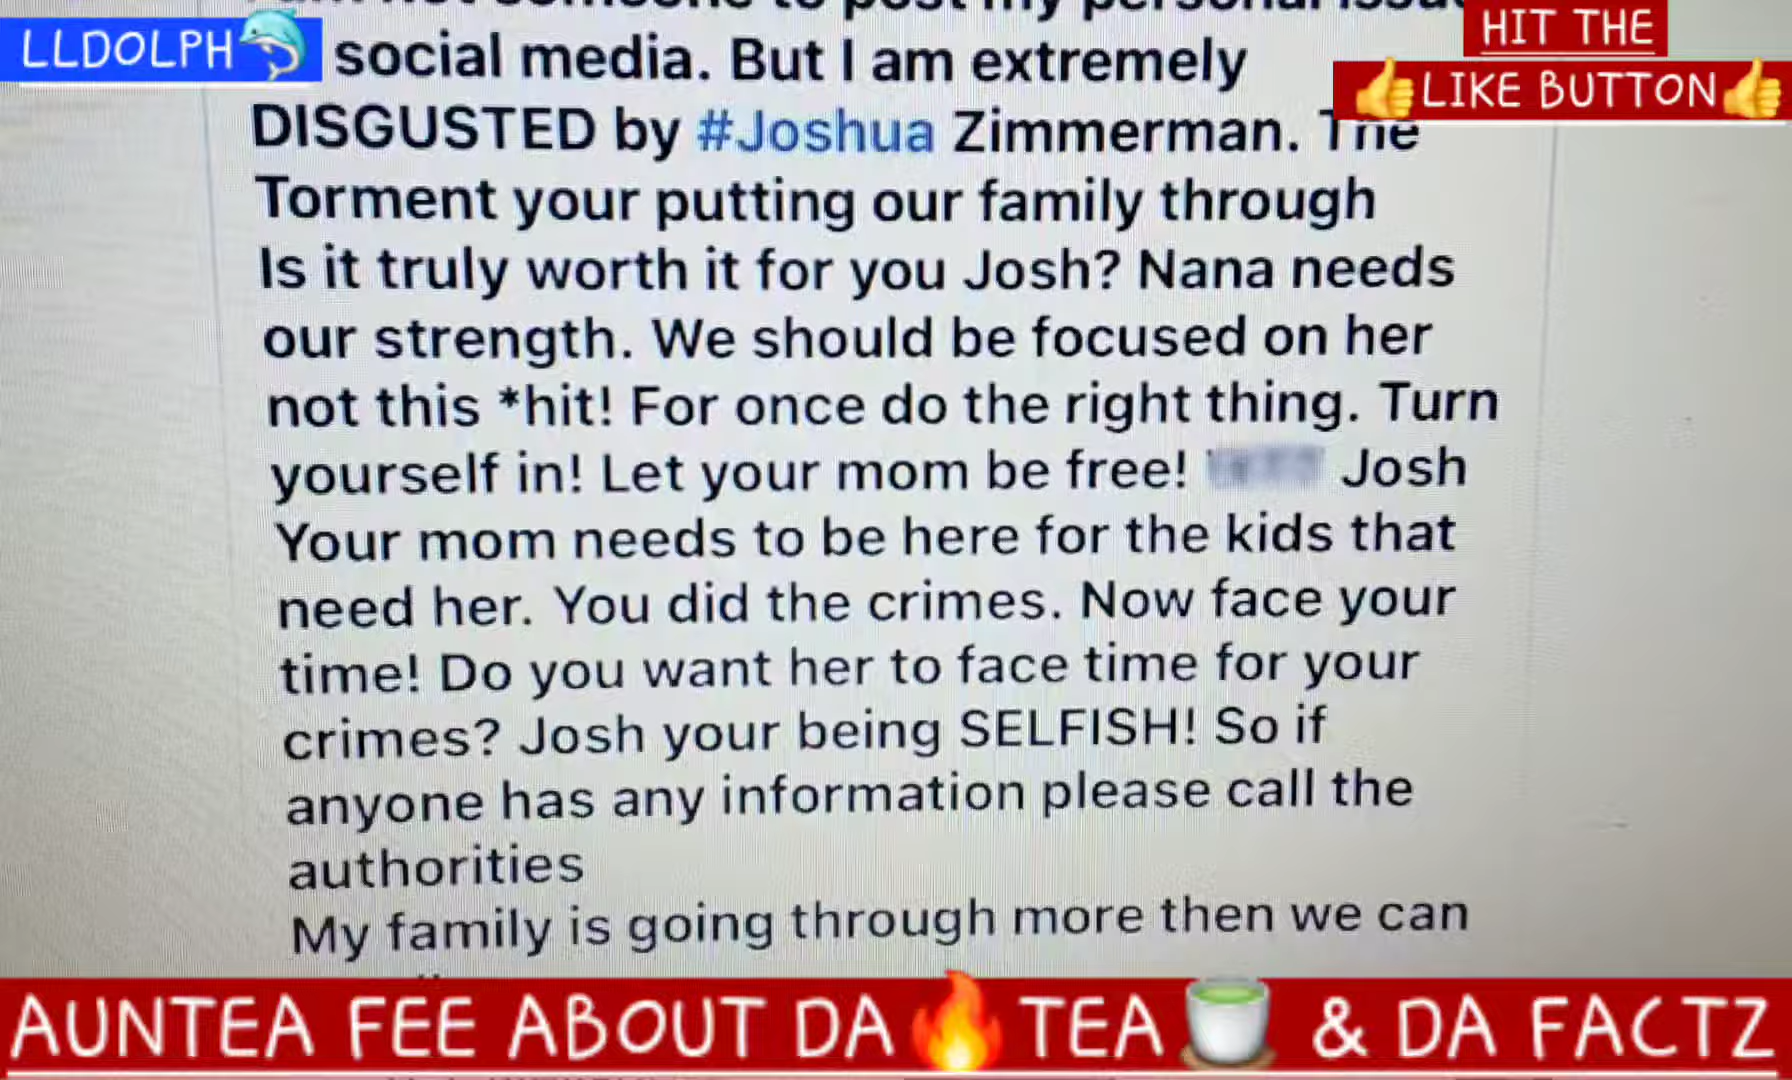 HIT THE
LLDOLPH
👍LIKE BUTTON👍
to post my personal
social media. But I am extremely
DISGUSTED by #Joshua Zimmerman. The
Torment your putting our family through
Is it truly worth it for you Josh? Nana needs
our strength. We should be focused on her
not this *hit! For once do the right thing. Turn
yourself in! Let your mom be free! Josh
Your mom needs to be here for the kids that
need her. You did the crimes. Now face your
time! Do you want her to face time for your
crimes? Josh your being SELFISH! So if
anyone has any information please call the
authorities
My family is going through more then we can
AUNTEA FEE ABOUT DA🔥TEA🍵 & DA FACTZ